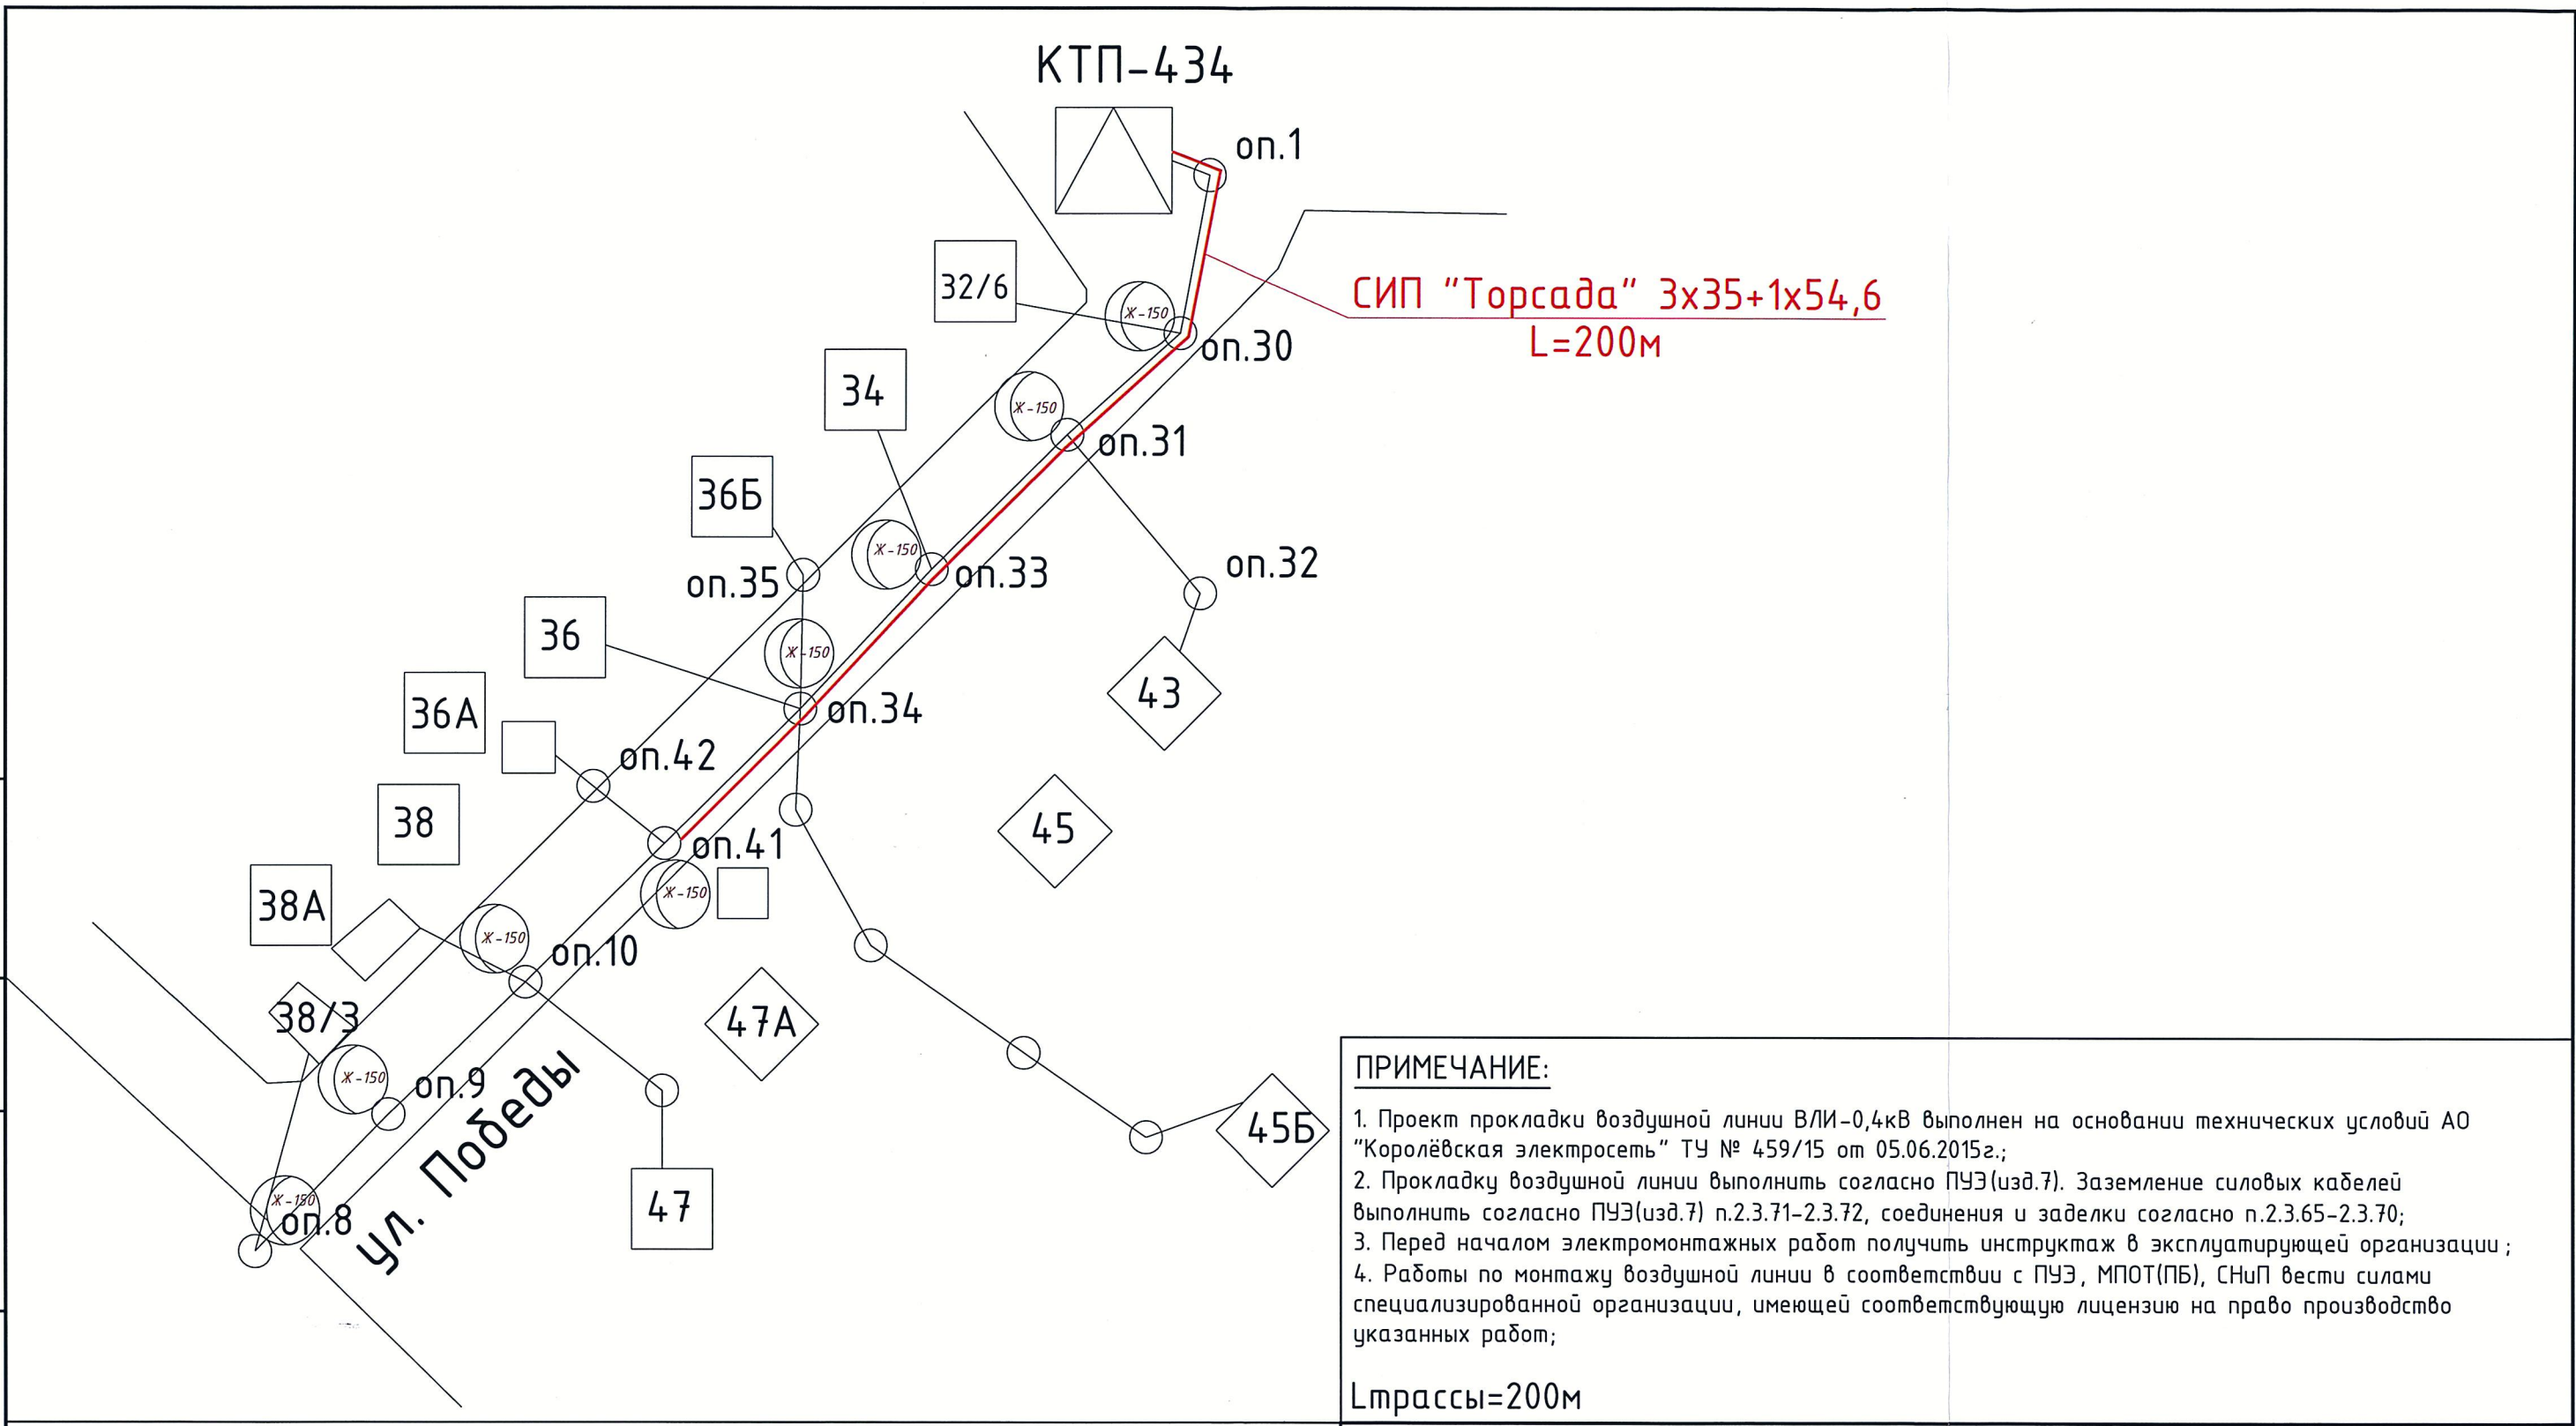 КТП-434
оп.1
32/6
Ж-150
оп.30
СИП "Торсада" 3х35+1х54,6
L=200м
34
Ж-150
оп.31
36Б
Ж-150
оп.35
оп.33
оп.32
36
Ж-150
43
36А
оп.34
оп.42
38
45
оп.41
Ж-150
38А
Ж-150
оп.10
38/3
47А
Ж-150
оп.9
ул. Победы
45Б
Ж-150
оп.8
47
ПРИМЕЧАНИЕ:
1. Проект прокладки воздушной линии ВЛИ-0,4кВ выполнен на основании технических условий АО
"Королёвская электросеть" ТУ № 459/15 от 05.06.2015г.;
2. Прокладку воздушной линии выполнить согласно ПУЭ(изд.7). Заземление силовых кабелей
выполнить согласно ПУЭ(изд.7) п.2.3.71-2.3.72, соединения и заделки согласно п.2.3.65-2.3.70;
3. Перед началом электромонтажных работ получить инструктаж в эксплуатирующей организации;
4. Работы по монтажу воздушной линии в соответствии с ПУЭ, МПОТ(ПБ), СНиП вести силами
специализированной организации, имеющей соответствующую лицензию на право производство
указанных работ;
Lтрассы=200м